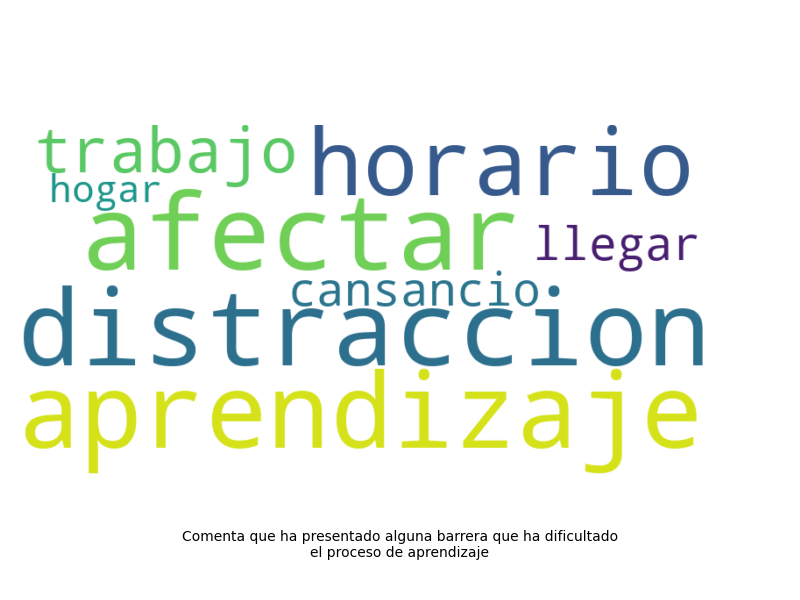 trabajo horario
hogar
afectar llegar
cansancio
distraccion
aprendizaje
Comenta que ha presentado alguna barrera que ha dificultado
el proceso de aprendizaje